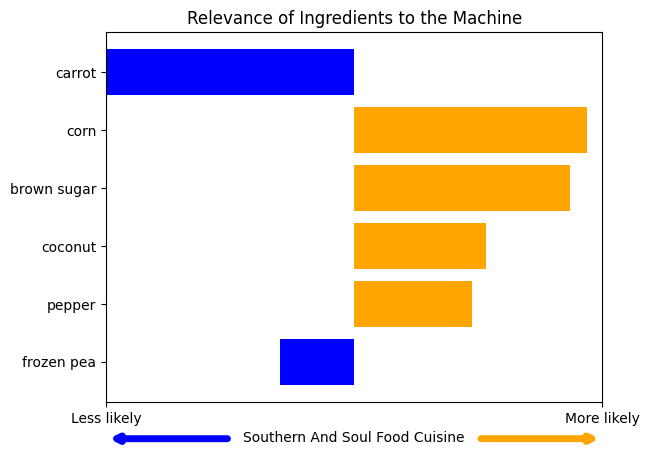 Relevance of Ingredients to the Machine
carrot
corn
brown sugar
coconut
pepper
frozen pea
Less likely
More likely
Southern And Soul Food Cuisine